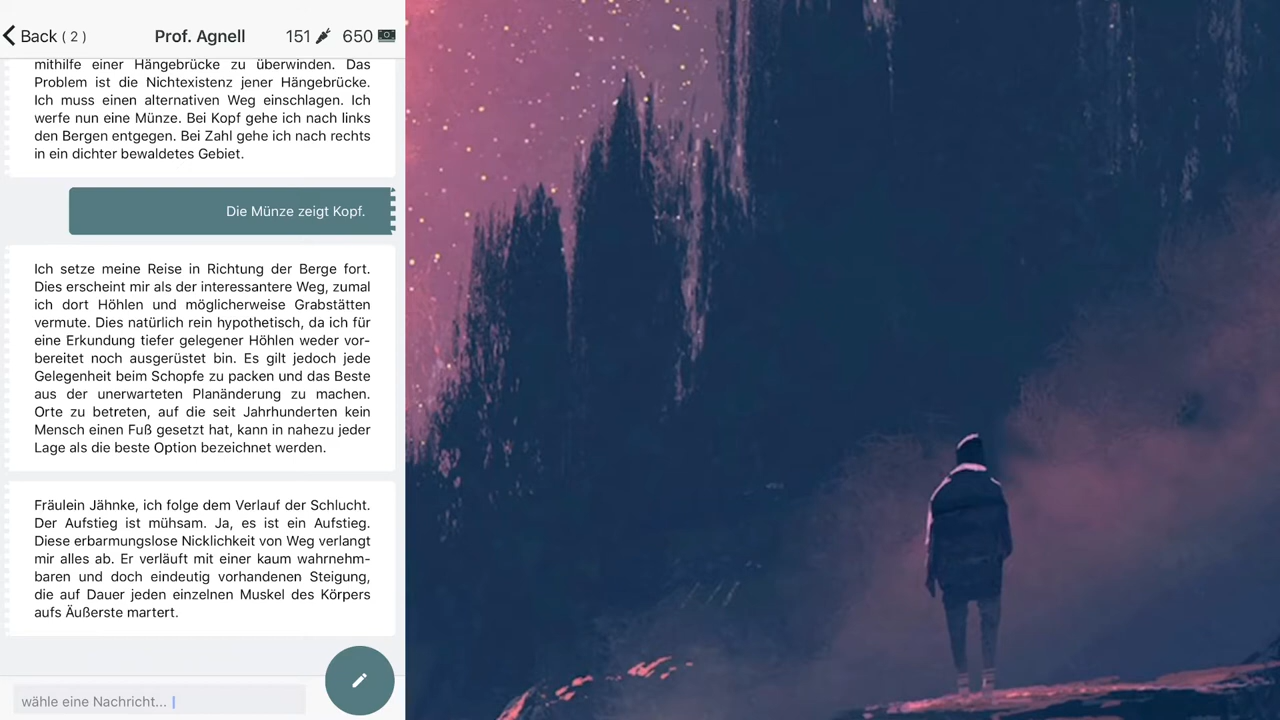 Back ( 2 ) Prof. Agnell 151 650
mithilfe einer Hängebrücke zu überwinden. Das
Problem ist die Nichtexistenz jener Hängebrücke.
Ich muss einen alternativen Weg einschlagen. Ich
werfe nun eine Münze. Bei Kopf gehe ich nach links
den Bergen entgegen. Bei Zahl gehe ich nach rechts
in ein dichter bewaldetes Gebiet.
Die Münze zeigt Kopf.
Ich setze meine Reise in Richtung der Berge fort.
Dies erscheint mir als der interessantere Weg, zumal
ich dort Höhlen und möglicherweise Grabstätten
vermute. Dies natürlich rein hypothetisch, da ich für
eine Erkundung tiefer gelegener Höhlen weder vor-
bereitet noch ausgerüstet bin. Es gilt jedoch jede
Gelegenheit beim Schopfe zu packen und das Beste
aus der unerwarteten Planänderung zu machen.
Orte zu betreten, auf die seit Jahrhunderten kein
Mensch einen Fuß gesetzt hat, kann in nahezu jeder
Lage als die beste Option bezeichnet werden.
Fräulein Jähnke, ich folge dem Verlauf der Schlucht.
Der Aufstieg ist mühsam. Ja, es ist ein Aufstieg.
Diese erbarmungslose Nicklichkeit von Weg verlangt
mir alles ab. Er verläuft mit einer kaum wahrnehm-
baren und doch eindeutig vorhandenen Steigung,
die auf Dauer jeden einzelnen Muskel des Körpers
aufs Äußerste martert.
wähle eine Nachricht...